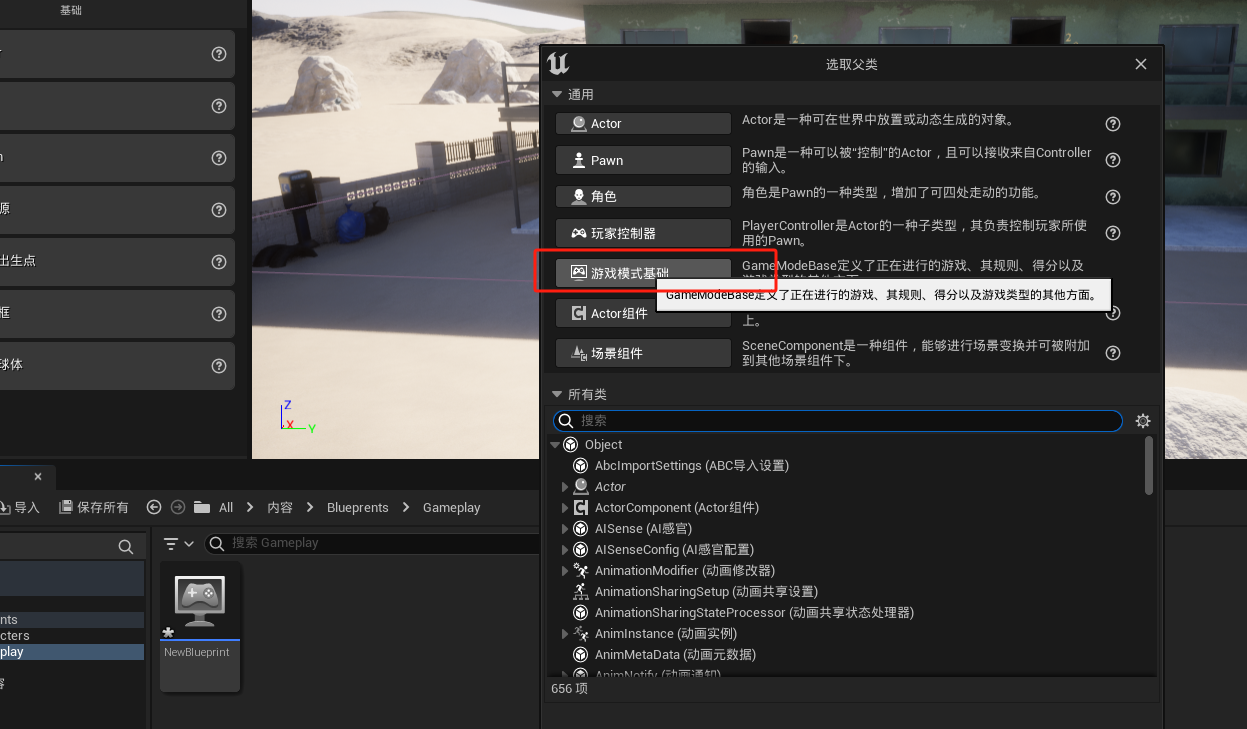 基础
源
出生点
框
球体
选取父类
通用
Actor
Actor是一种可在世界中放置或动态生成的对象。
Pawn
Pawn是一种可以被“控制”的Actor，且可以接收来自Controller
的输入。
角色
角色是Pawn的一种类型，增加了可四处走动的功能。
玩家控制器
PlayerController是Actor的一种子类型，其负责控制玩家所使
用的Pawn。
游戏模式基础
GameModeBase定义了正在进行的游戏、其规则、得分以及
GameModeBase定义了正在进行的游戏、其规则、得分以及游戏类型的其他方面。
Actor组件
上。
场景组件
SceneComponent是一种组件，能够进行场景变换并可被附加
到其他场景组件下。
Z
X
Y
所有类
搜索
Object
AbcImportSettings (ABC导入设置)
Actor
ActorComponent (Actor组件)
AISense (AI感官)
AISenseConfig (AI感官配置)
AnimationModifier (动画修改器)
AnimationSharingSetup (动画共享设置)
AnimationSharingStateProcessor (动画共享状态处理器)
AnimInstance (动画实例)
AnimMetaData (动画元数据)
AnimNotify (动画通知)
656 项
导入
保存所有
All
内容
Blueprents
Gameplay
搜索 Gameplay
nts
cters
play
NewBlueprint